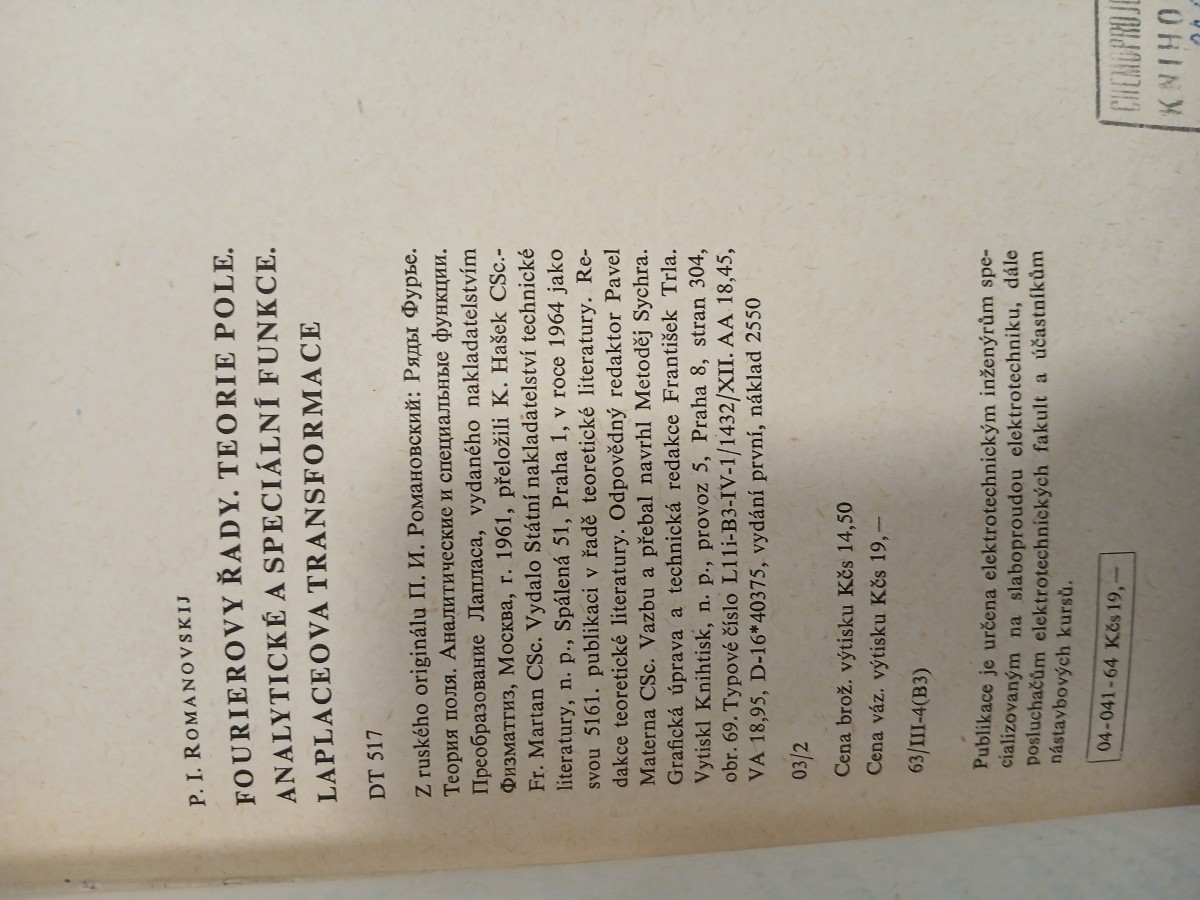 P. I. ROMANOVSKIJ
FOURIEROVY ŘADY. TEORIE POLE.
ANALYTICKÉ A SPECIÁLNÍ FUNKCE.
LAPLACEOVA TRANSFORMACE
DT 517
Z ruského originálu П. И. Романовский: Ряды Фурье.
Теория поля. Аналитические и специальные функции.
Преобразование Лапласа, vydaného nakladatelstvím
Физматгиз, Москва, r. 1961, přeložili K. Hašek CSc.-
Fr. Martan CSc. Vydalo Státní nakladatelství technické
literatury, n. p., Spálená 51, Praha 1, v roce 1964 jako
svou 5161. publikaci v řadě teoretické literatury. Re-
dakce teoretické literatury. Odpovědný redaktor Pavel
Materna CSc. Vazbu a přebal navrhl Metoděj Sychra.
Grafická úprava a technická redakce František Trla.
Vytiskl Knihtisk, n. p., provoz 5, Praha 8, stran 304,
obr. 69. Typové číslo L11i-B3-IV-1/1432/XII. AA 18,45,
VA 18,95, D-16*40375, vydání první, náklad 2550
03/2
Cena brož. výtisku Kčs 14,50
Cena váz. výtisku Kčs 19,—
63/III-4(B3)
Publikace je určena elektrotechnickým inženýrům spe-
cializovaným na slaboproudou elektrotechniku, dále
posluchačům elektrotechnických fakult a účastníkům
nástavbových kursů.
04-041-64 Kčs 19,—
CHEMOPROJ
KNIHO